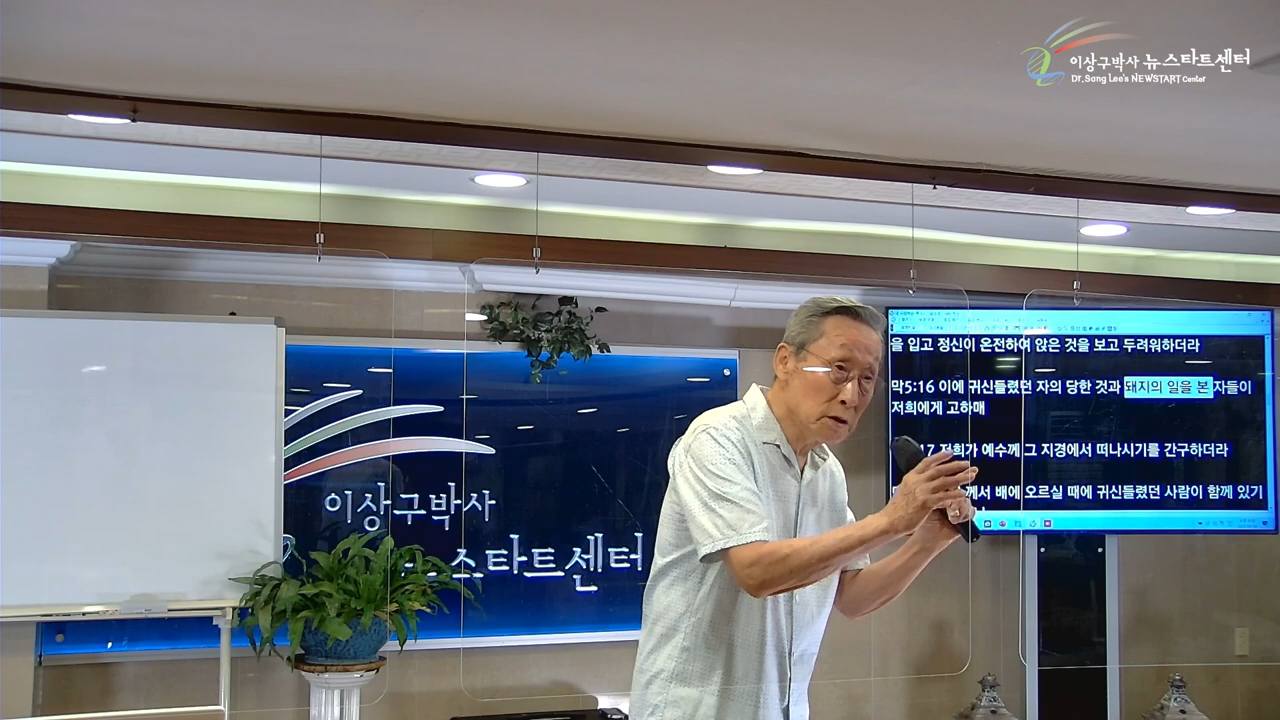 이상구박사 뉴스타트센터
Dr. Sang Lee's NEWSTART Center
을 입고 정신이 온전하여 앉은 것을 보고 두려워하더라
막5:16 이에 귀신들렸던 자의 당한 것과 돼지의 일을 본 자들이
저희에게 고하매
17 저희가 예수께 그 지경에서 떠나시기를 간구하더라
께서 배에 오르실 때에 귀신들렸던 사람이 함께 있기
이상구박사
뉴스타트센터